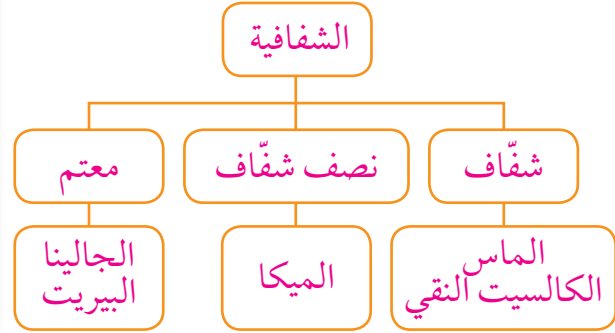 الشفافية
شفّاف
نصف شفّاف
معتم
الماس
الكالسيت النقي
الميكا
الجالينا
البيريت